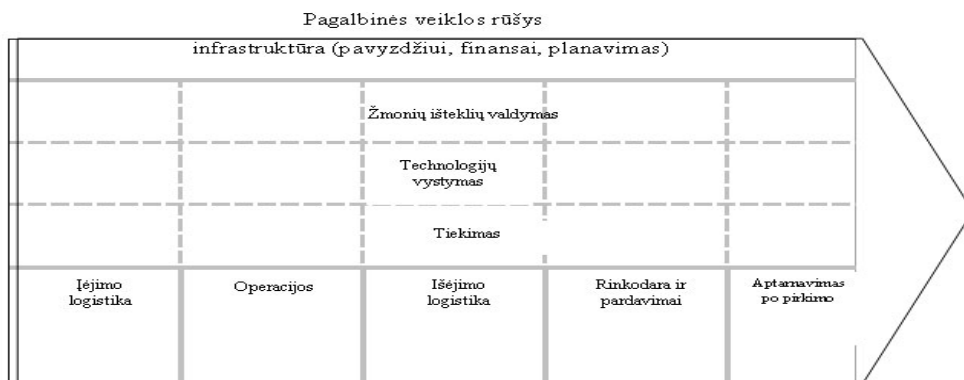 Pagalbinės veiklos rūšys
infrastruktūra (pavyzdžiui, finansai, planavimas)
Žmonių išteklių valdymas
Technologijų
vystymas
Tiekimas
Įėjimo
logistika
Operacijos
Išėjimo
logistika
Rinkodara ir
pardavimai
Aptarnavimas
po pirkimo